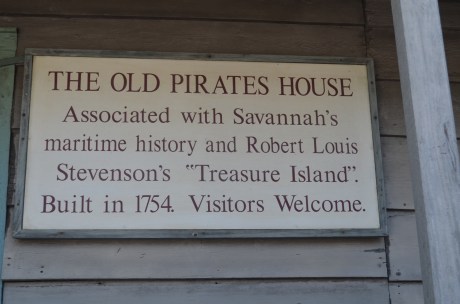 THE OLD PIRATES HOUSE
Associated with Savannah's
maritime history and Robert Louis
Stevenson's "Treasure Island".
Built in 1754. Visitors Welcome.